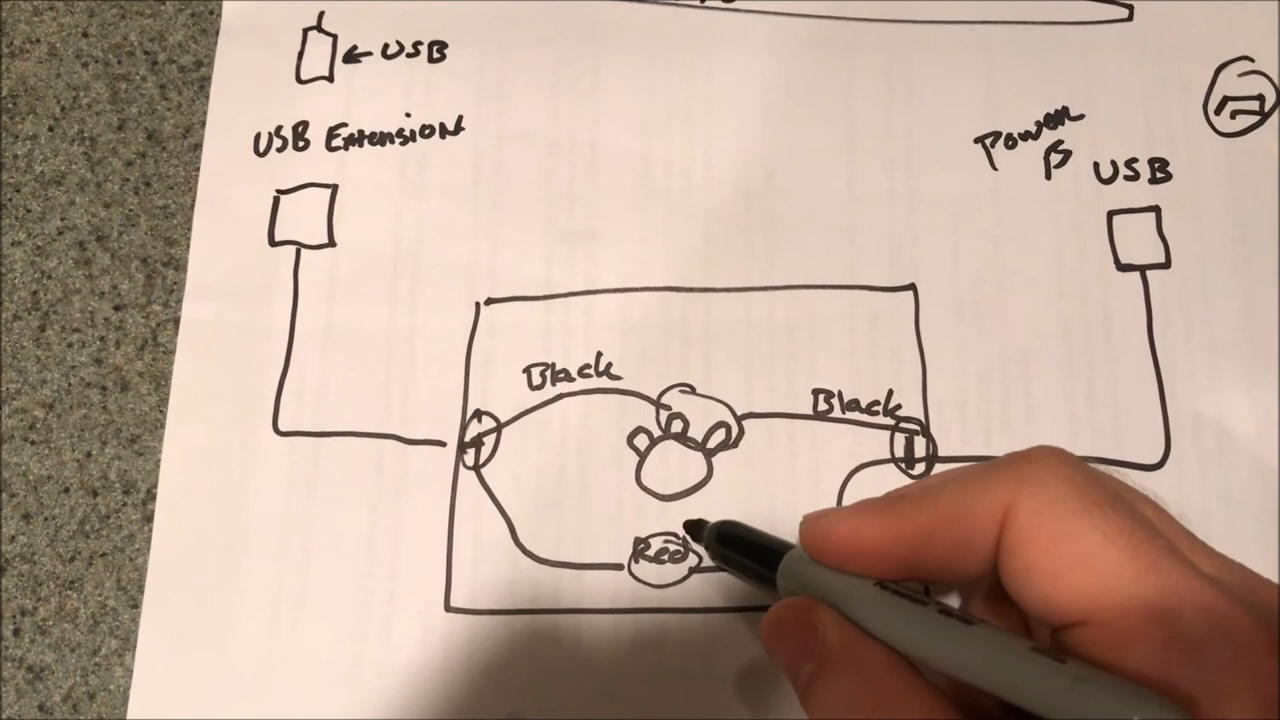 ← USB
USB Extension
Power
USB
Black
Black
Red